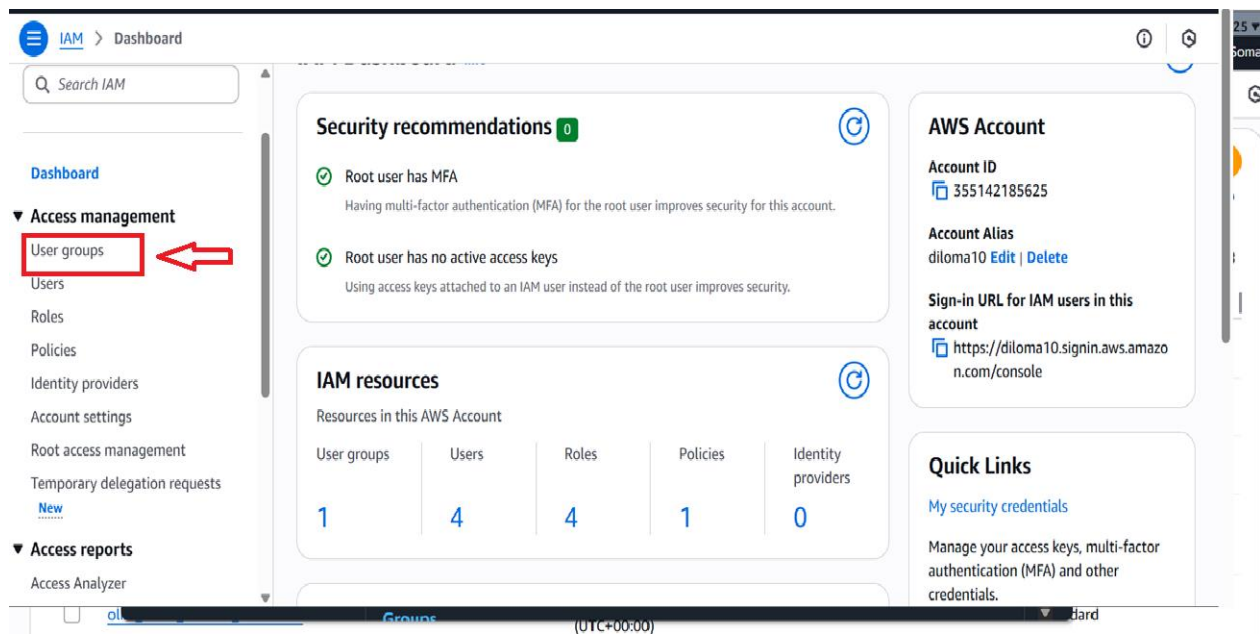 IAM > Dashboard
25
Search IAM
Dashboard
Access management
User groups
Users
Roles
Policies
Identity providers
Account settings
Root access management
Temporary delegation requests
New
Access reports
Access Analyzer
Security recommendations 0
Root user has MFA
Having multi-factor authentication (MFA) for the root user improves security for this account.
Root user has no active access keys
Using access keys attached to an IAM user instead of the root user improves security.
IAM resources
Resources in this AWS Account
User groups Users Roles Policies Identity
providers
1 4 4 1 0
AWS Account
Account ID
355142185625
Account Alias
diloma10 Edit | Delete
Sign-in URL for IAM users in this
account
https://diloma10.signin.aws.amazo
n.com/console
Quick Links
My security credentials
Manage your access keys, multi-factor
authentication (MFA) and other
credentials.
Groups
(UTC+00:00)